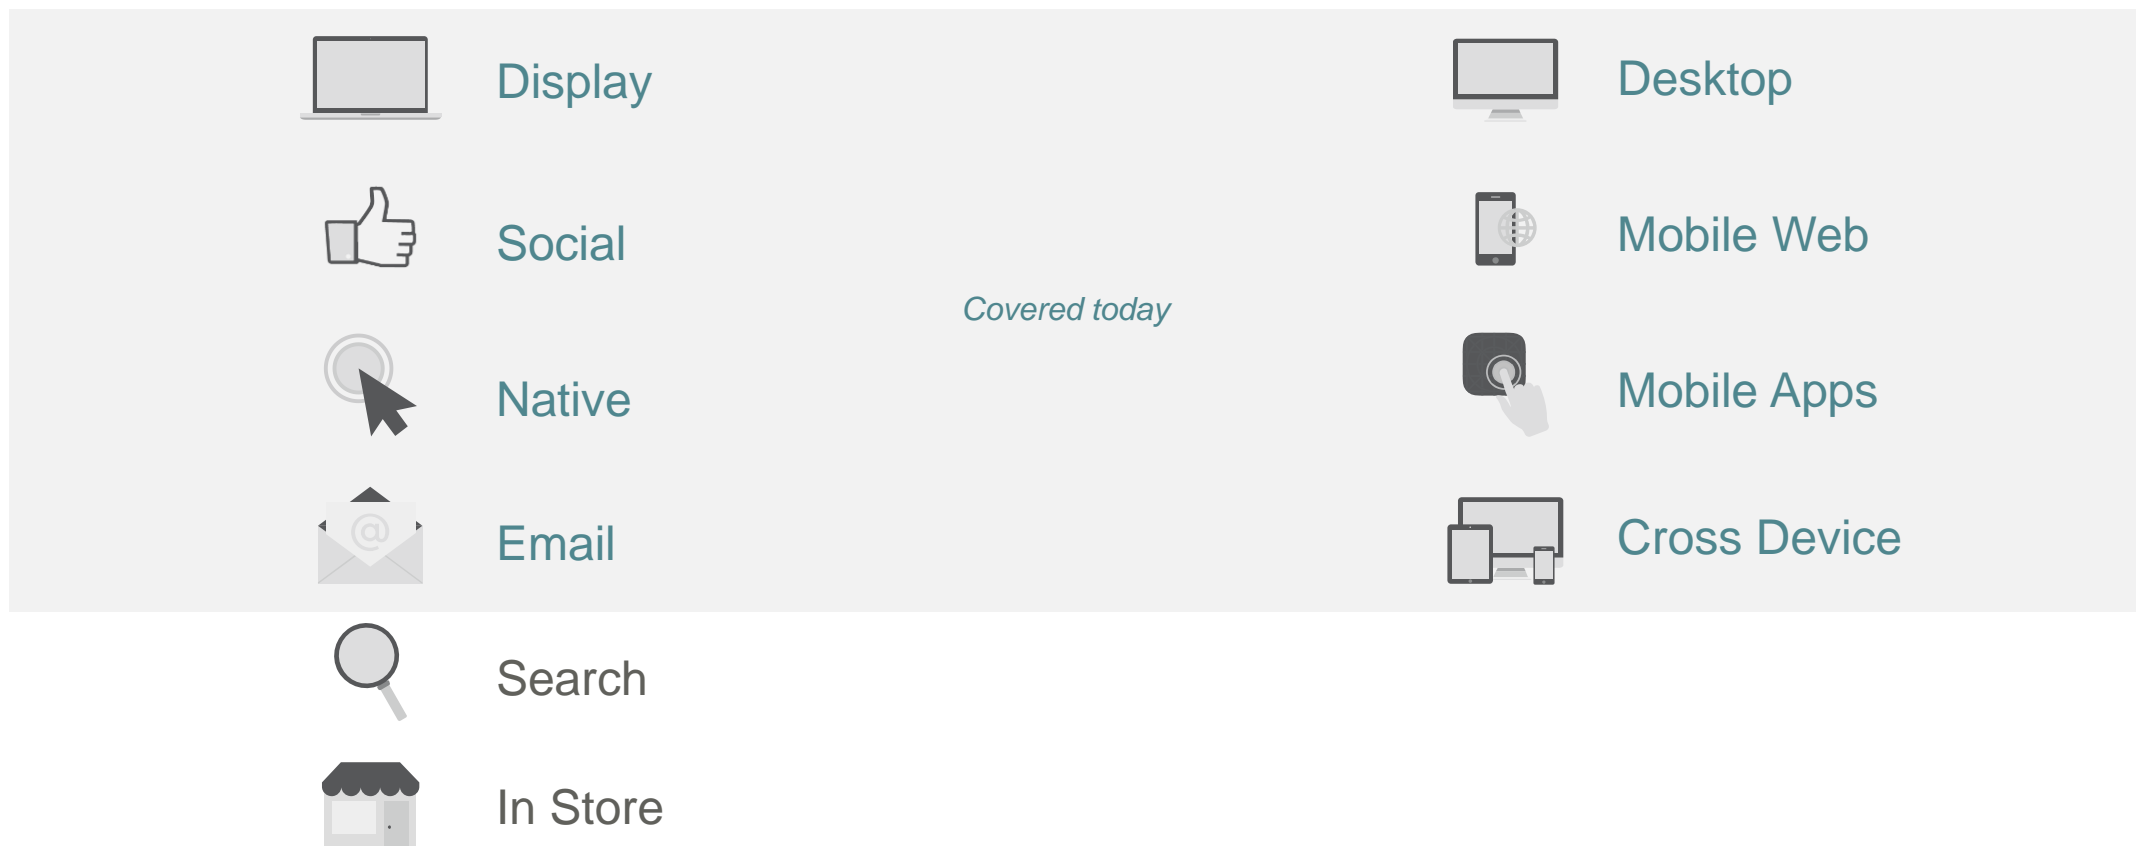 Display
Social
Native
Email
Search
In Store
Covered today
Desktop
Mobile Web
Mobile Apps
Cross Device
@